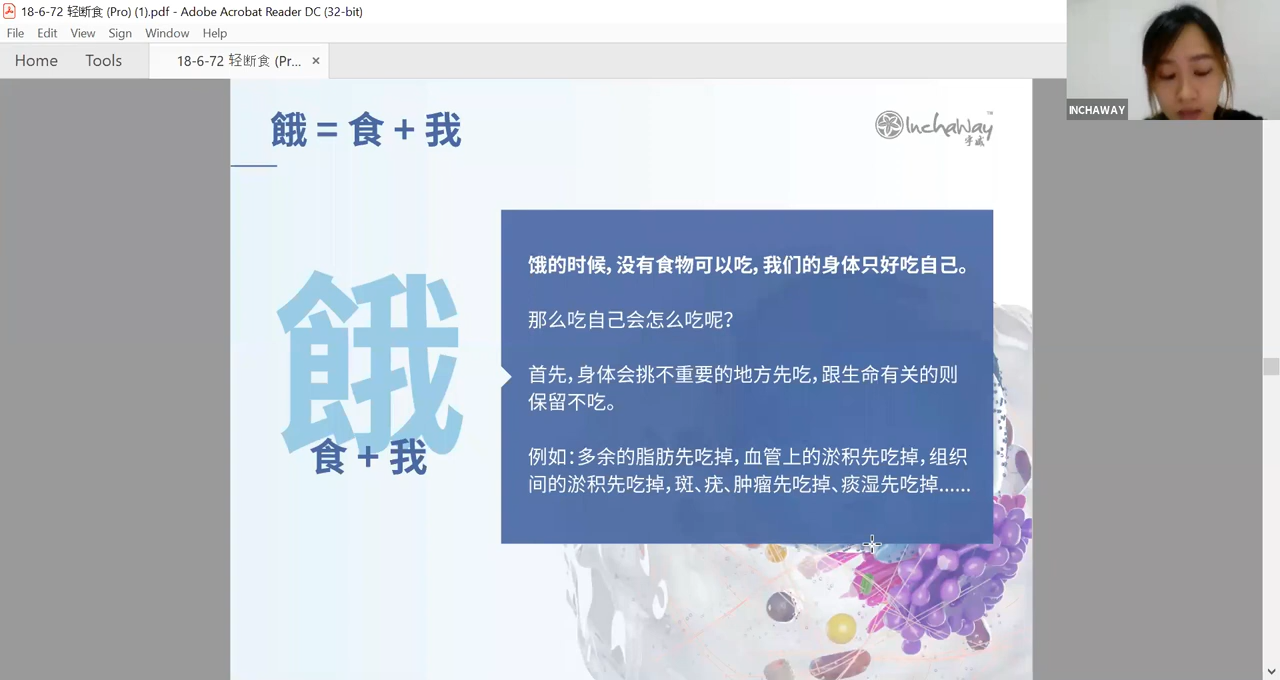 18-6-72 轻断食 (Pro) (1).pdf - Adobe Acrobat Reader DC (32-bit)
File Edit View Sign Window Help
Home Tools 18-6-72 轻断食 (Pr... ×
INCHAWAY
餓 = 食 + 我
IncHaWay™
宇威
餓
食 + 我
饿的时候,没有食物可以吃,我们的身体只好吃自己。
那么吃自己会怎么吃呢?
首先,身体会挑不重要的地方先吃,跟生命有关的则
保留不吃。
例如:多余的脂肪先吃掉,血管上的淤积先吃掉,组织
间的淤积先吃掉,斑、疣、肿瘤先吃掉、痰湿先吃掉......